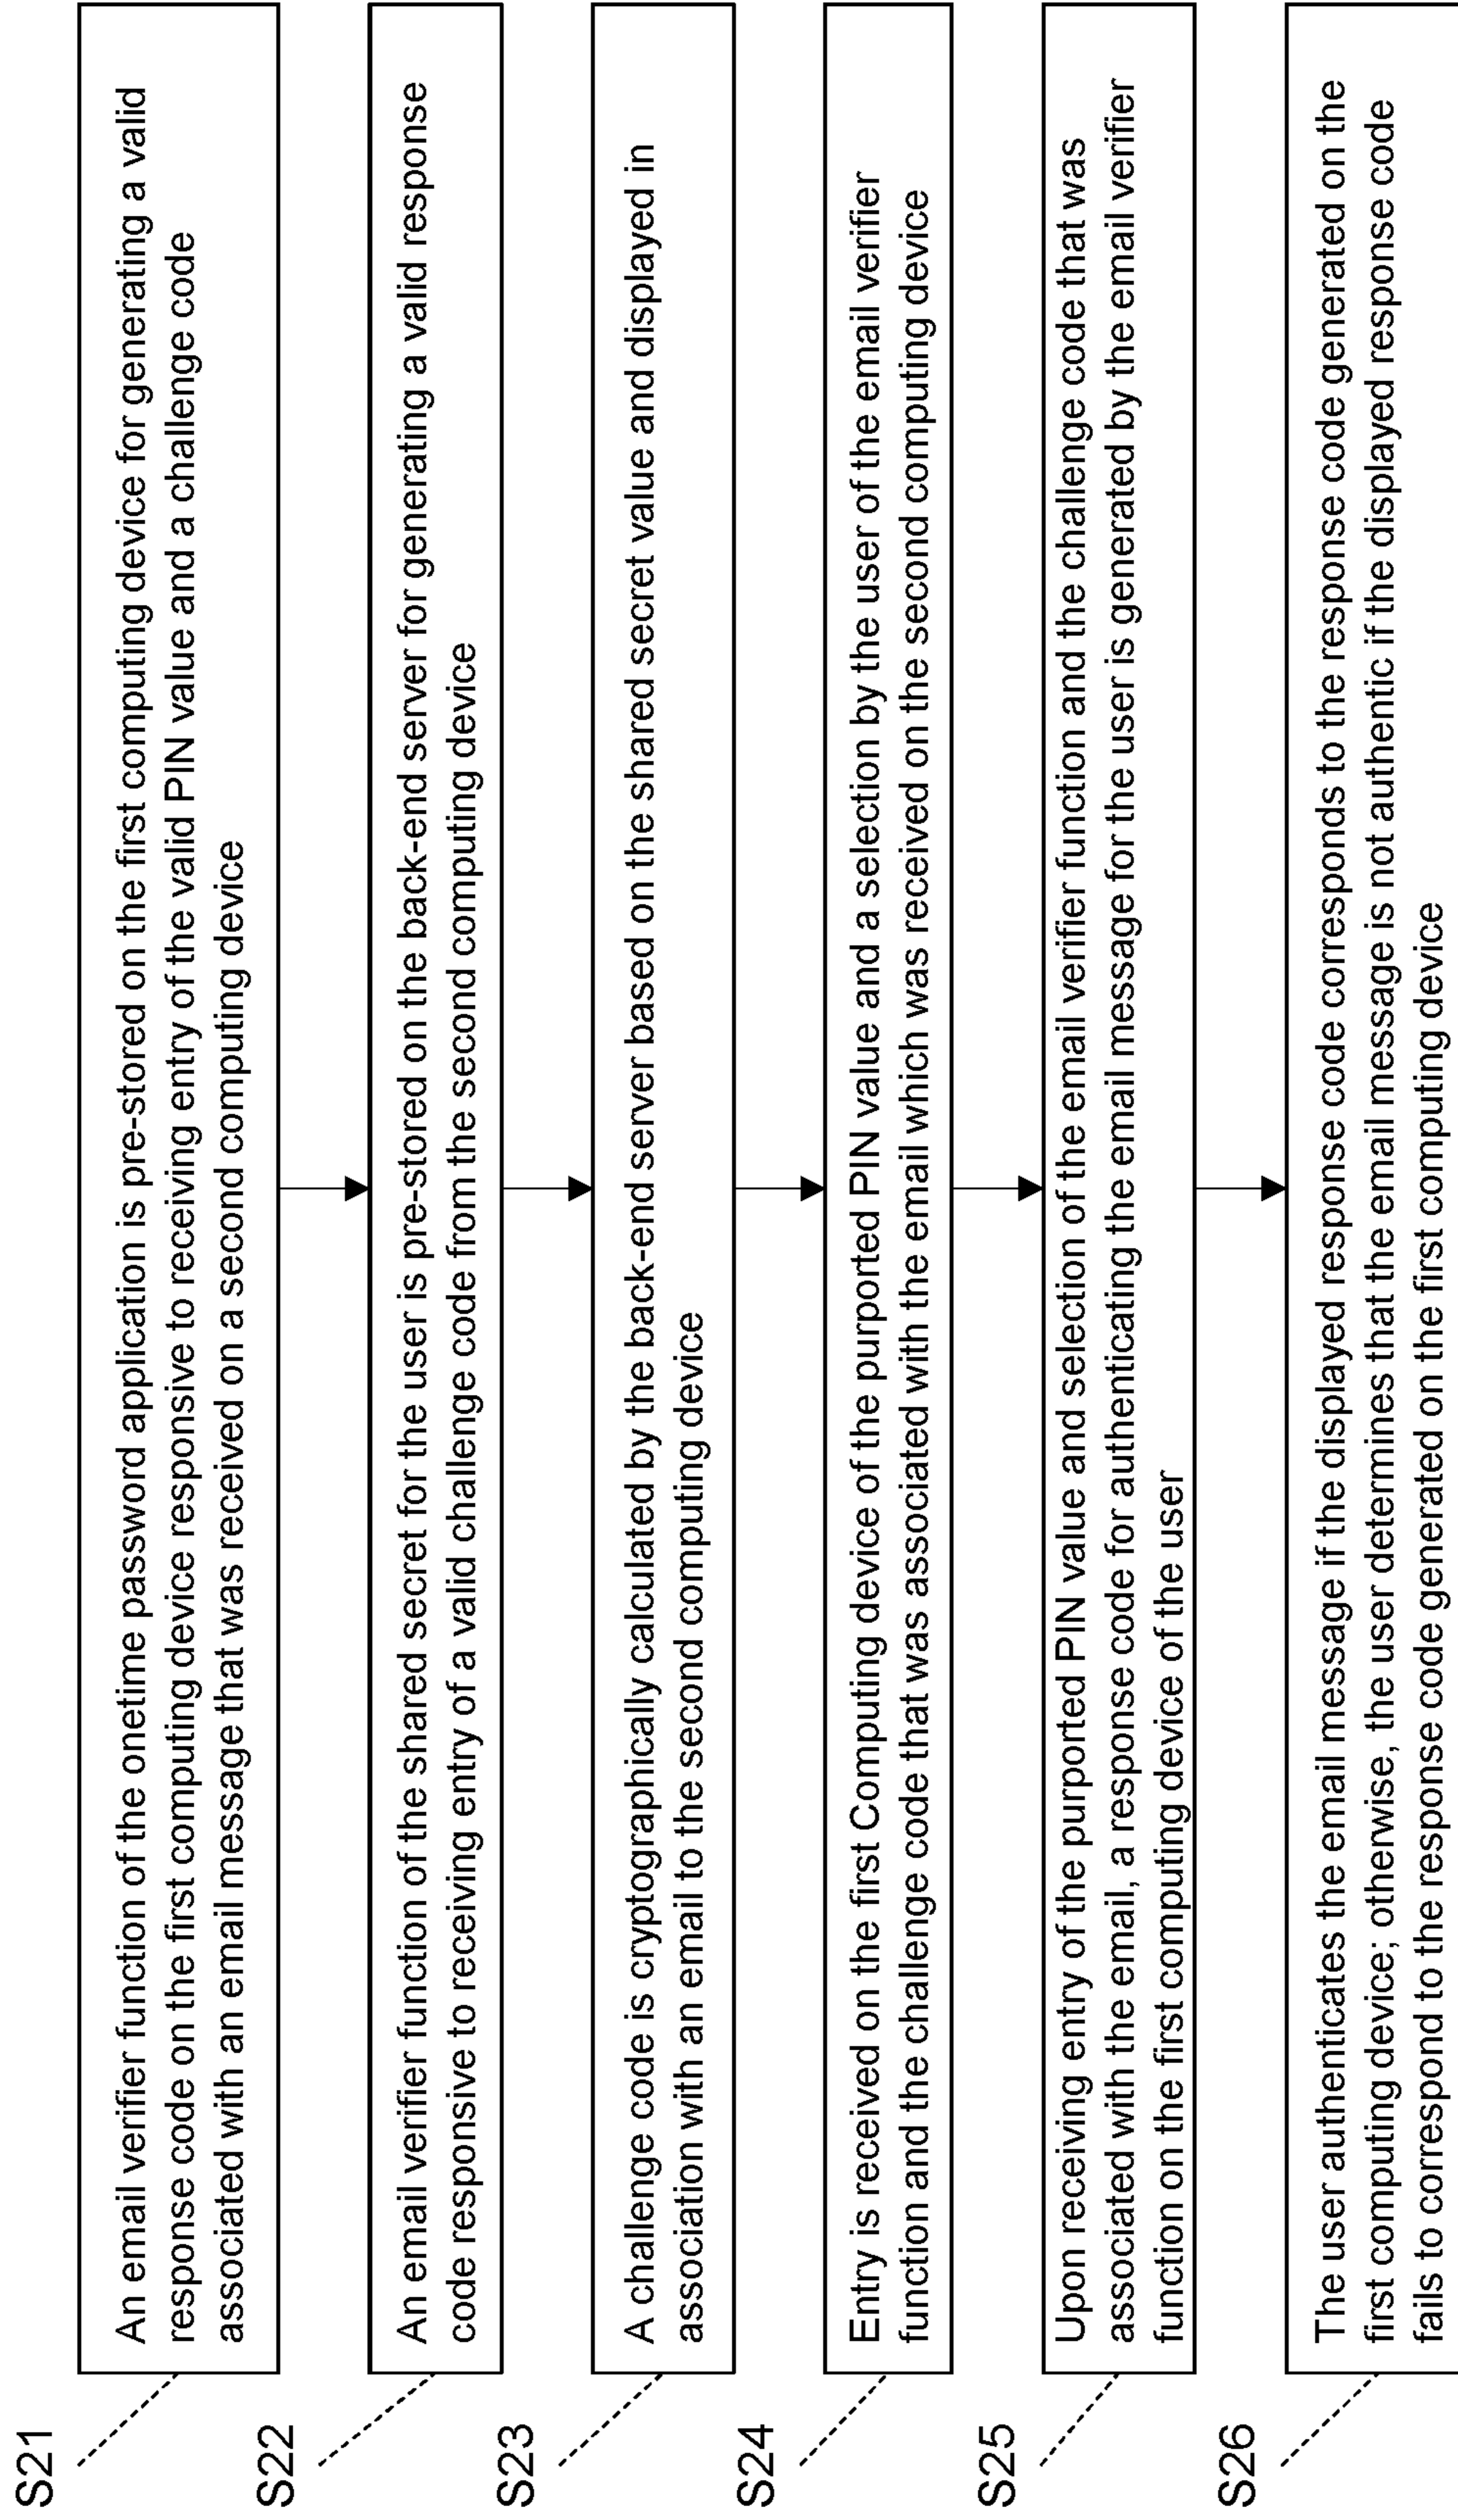 S21
An email verifier function of the onetime password application is pre-stored on the first computing device for generating a valid
response code on the first computing device responsive to receiving entry of the valid PIN value and a challenge code
associated with an email message that was received on a second computing device
S22
An email verifier function of the shared secret for the user is pre-stored on the back-end server for generating a valid response
code responsive to receiving entry of a valid challenge code from the second computing device
S23
A challenge code is cryptographically calculated by the back-end server based on the shared secret value and displayed in
association with an email to the second computing device
S24
Entry is received on the first Computing device of the purported PIN value and a selection by the user of the email verifier
function and the challenge code that was associated with the email which was received on the second computing device
S25
Upon receiving entry of the purported PIN value and selection of the email verifier function and the challenge code that was
associated with the email, a response code for authenticating the email message for the user is generated by the email verifier
function on the first computing device of the user
S26
The user authenticates the email message if the displayed response code corresponds to the response code generated on the
first computing device; otherwise, the user determines that the email message is not authentic if the displayed response code
fails to correspond to the response code generated on the first computing device